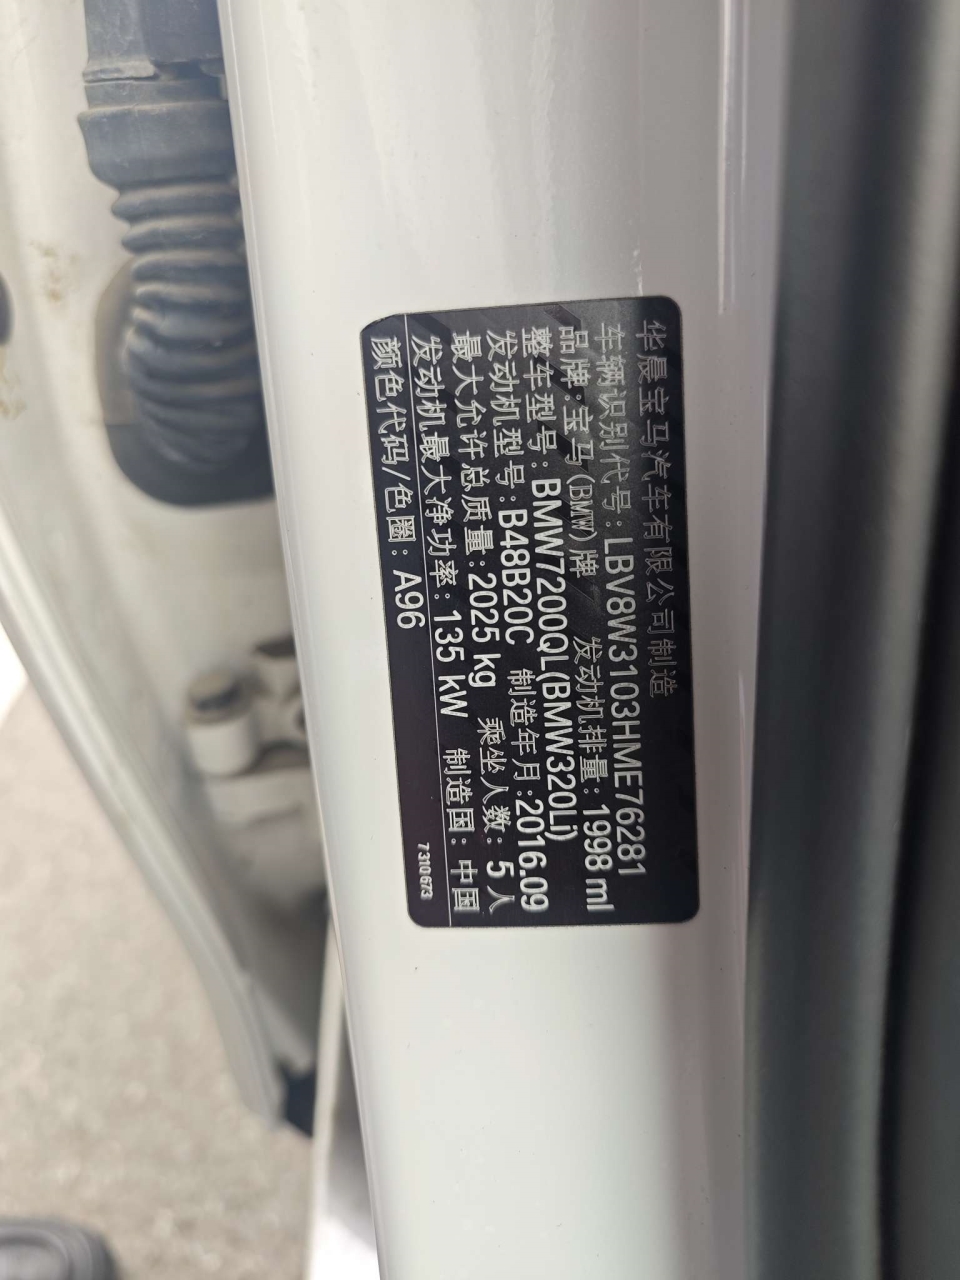 华晨宝马汽车有限公司制造
车辆识别代号:LBV8W3103HME76281
品牌:宝马(BMW)牌 发动机排量:1998 ml
整车型号:BMW7200QL(BMW320Li)
发动机型号:B48B20C 制造年月:2016.09
最大允许总质量:2025 kg 乘坐人数:5人
发动机最大净功率:135 kW 制造国:中国
颜色代码/色圈:A96
7310673